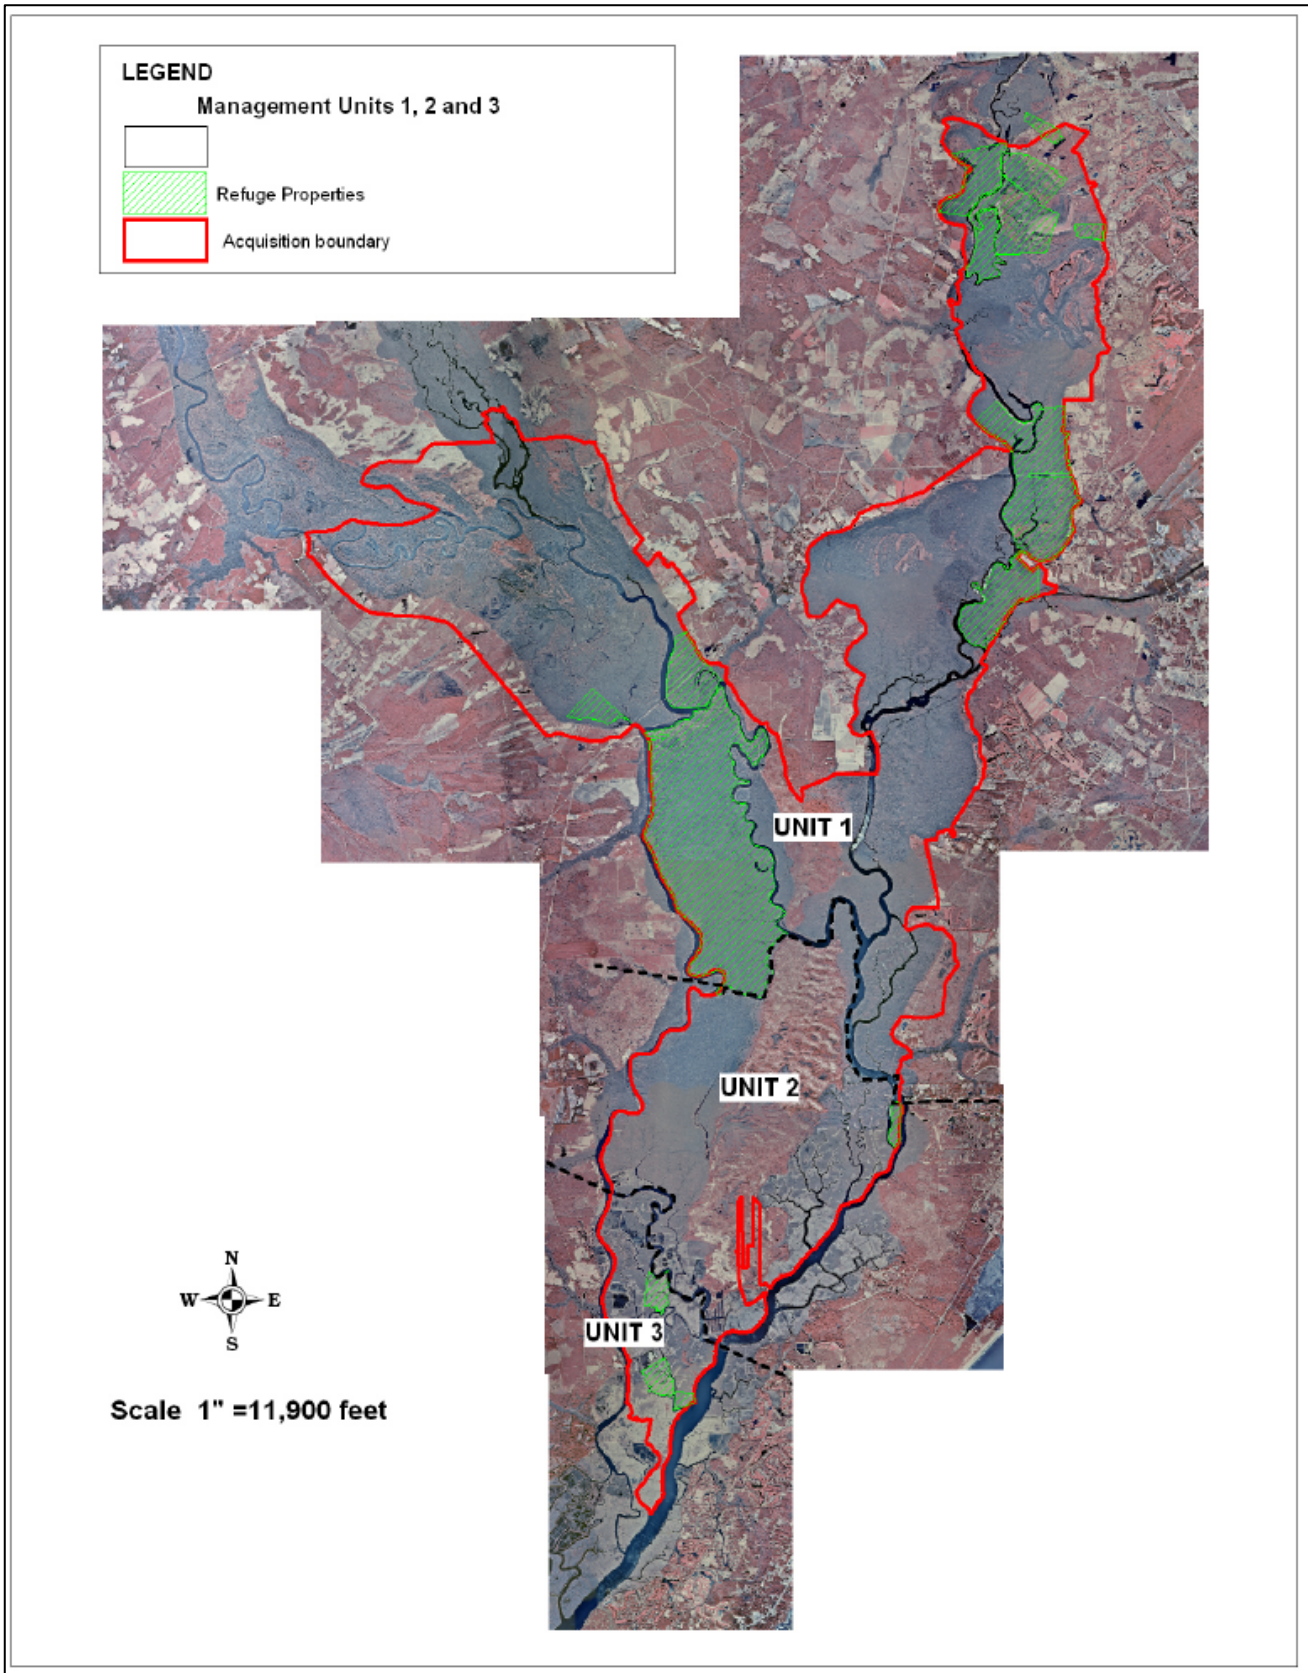 LEGEND
Management Units 1, 2 and 3
Refuge Properties
Acquisition boundary
UNIT 1
UNIT 2
UNIT 3
N
W E
S
Scale 1" =11,900 feet